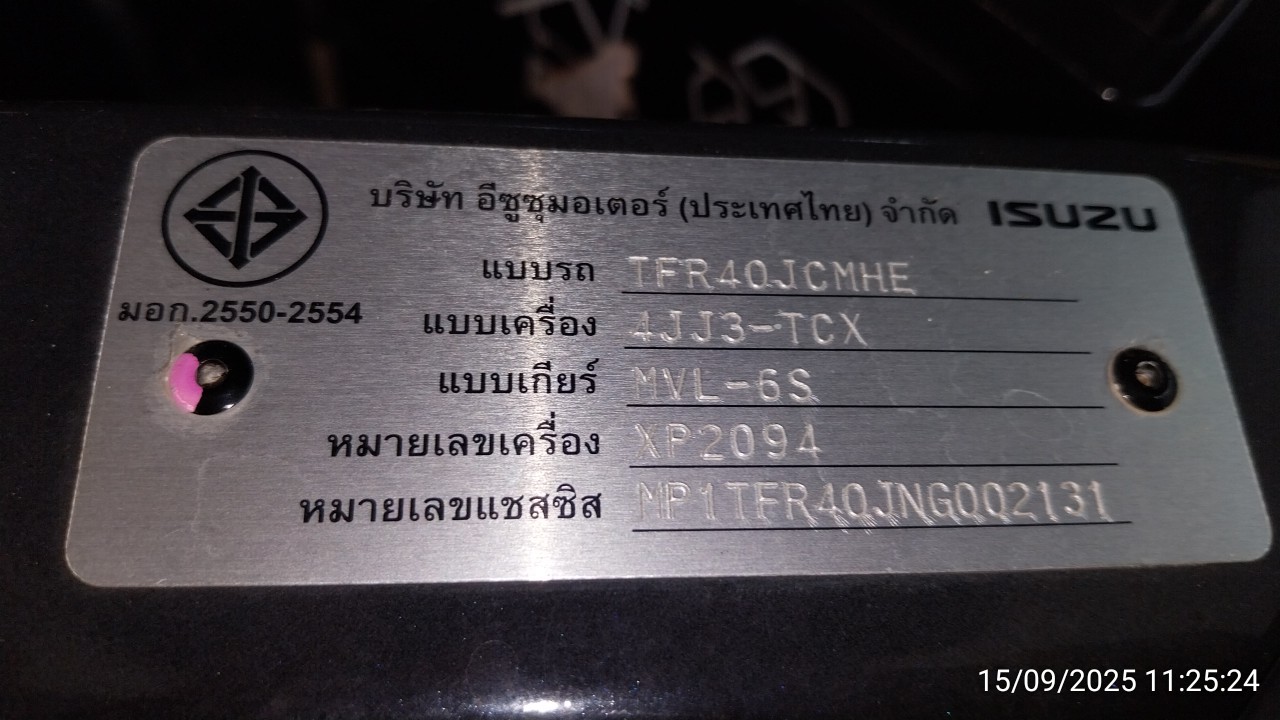 บริษัท อีซูซุมอเตอร์ (ประเทศไทย) จำกัด ISUZU
แบบรถ TFR40JCMHE
มอก.2550-2554
แบบเครื่อง 4JJ3-TCX
แบบเกียร์ MVL-6S
หมายเลขเครื่อง XP2094
หมายเลขแชสซิส MP1TFR40JNG002131
15/09/2025 11:25:24